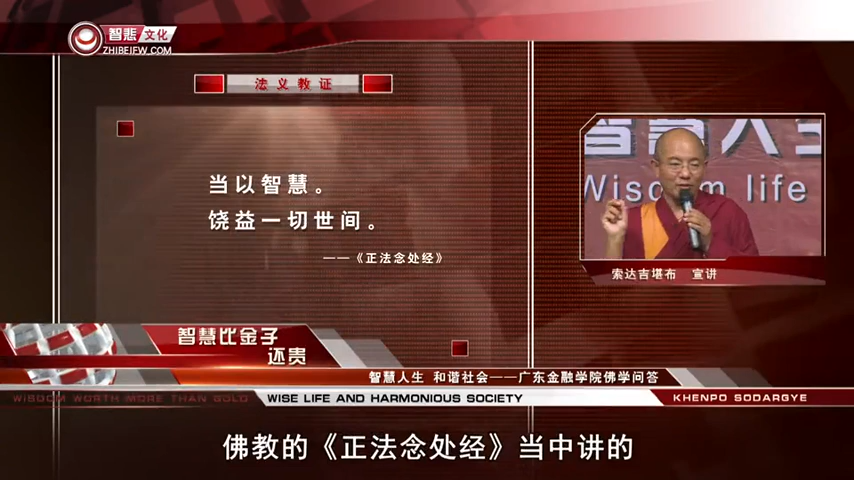 智悲文化
ZHIBEIFW.COM
法义教证
当以智慧。
饶益一切世间。
——《正法念处经》
Wisdom life
索达吉堪布 宣讲
智慧比金子
还贵
智慧人生 和谐社会——广东金融学院佛学问答
WISDOM WORTH MORE THAN GOLD
WISE LIFE AND HARMONIOUS SOCIETY
KHENPO SODARGYE
佛教的《正法念处经》当中讲的